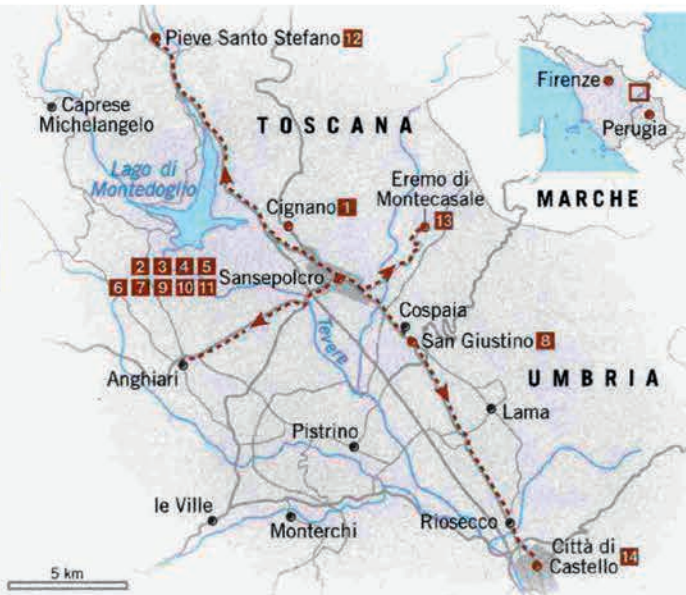 Pieve Santo Stefano 12
Firenze
Perugia
Caprese
Michelangelo
TOSCANA
Lago di
Montedoglio
Eremo di
Montecasale
13
MARCHE
Cignano 1
2 3 4 5
6 7 9 10 11
Sansepolcro
Cospaia
San Giustino 8
Tevere
Anghiari
UMBRIA
Lama
Pistrino
le Ville
Monterchi
Riosecco
Città di
Castello 14
5 km